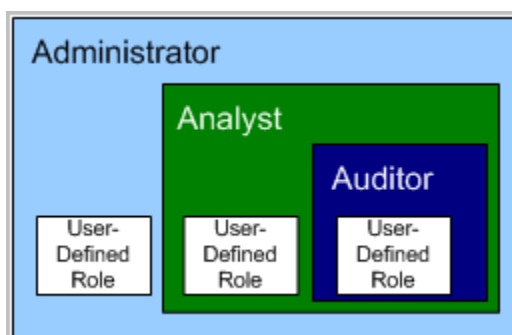 Administrator
Analyst
Auditor
User-
Defined
Role
User-
Defined
Role
User-
Defined
Role